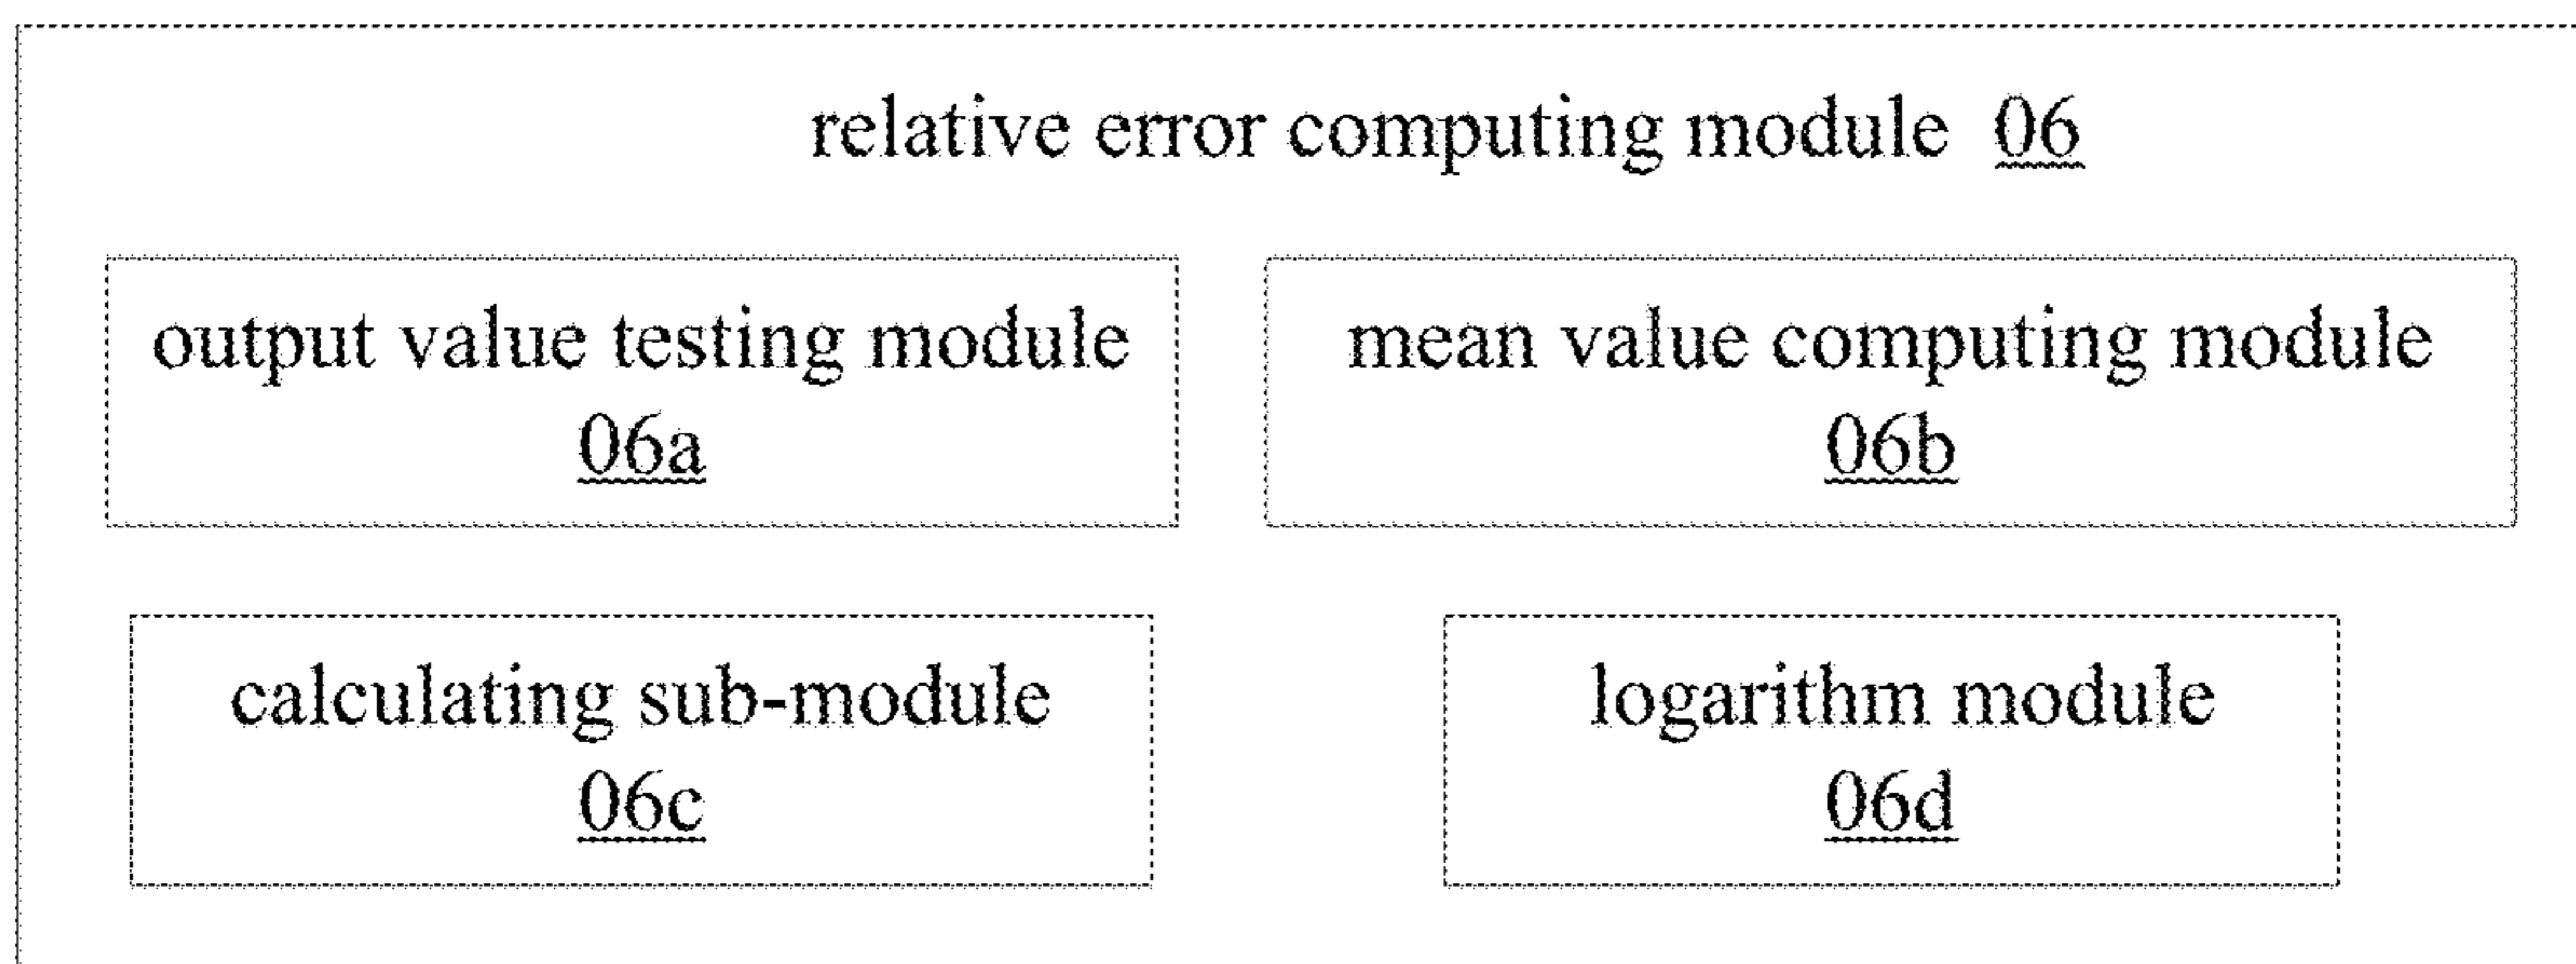 relative error computing module 06
output value testing module
06a
mean value computing module
06b
calculating sub-module
06c
logarithm module
06d